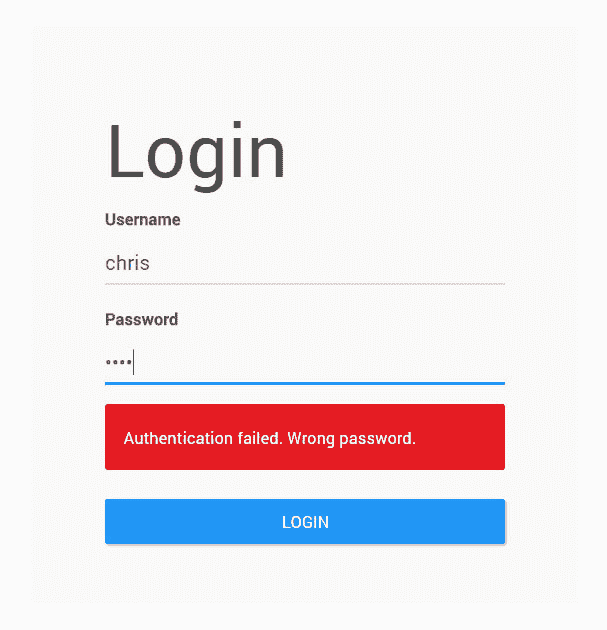 Login
Username
chris
Password
••••
Authentication failed. Wrong password.
LOGIN